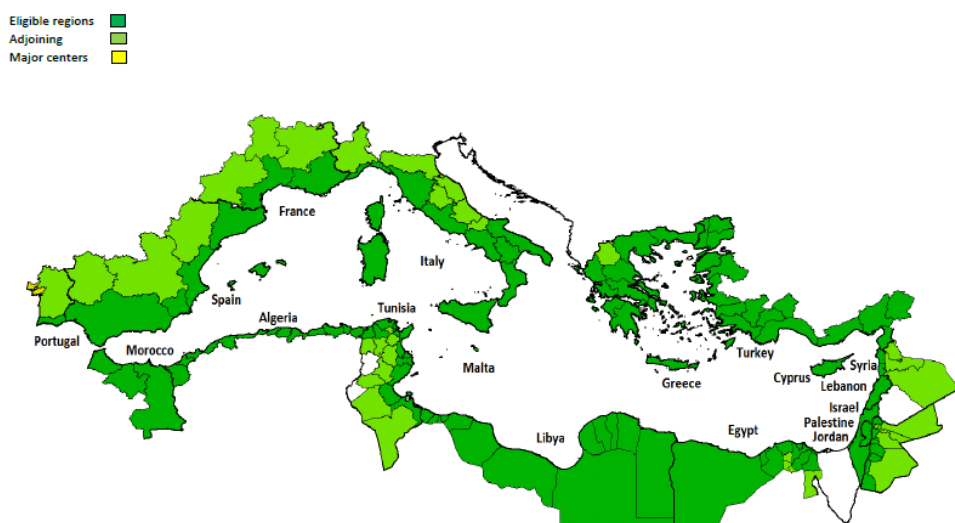 Eligible regions
Adjoining
Major centers
France
Italy
Spain
Algeria
Tunisia
Portugal
Morocco
Malta
Turkey
Greece
Cyprus
Syria
Lebanon
Israel
Palestine
Jordan
Libya
Egypt